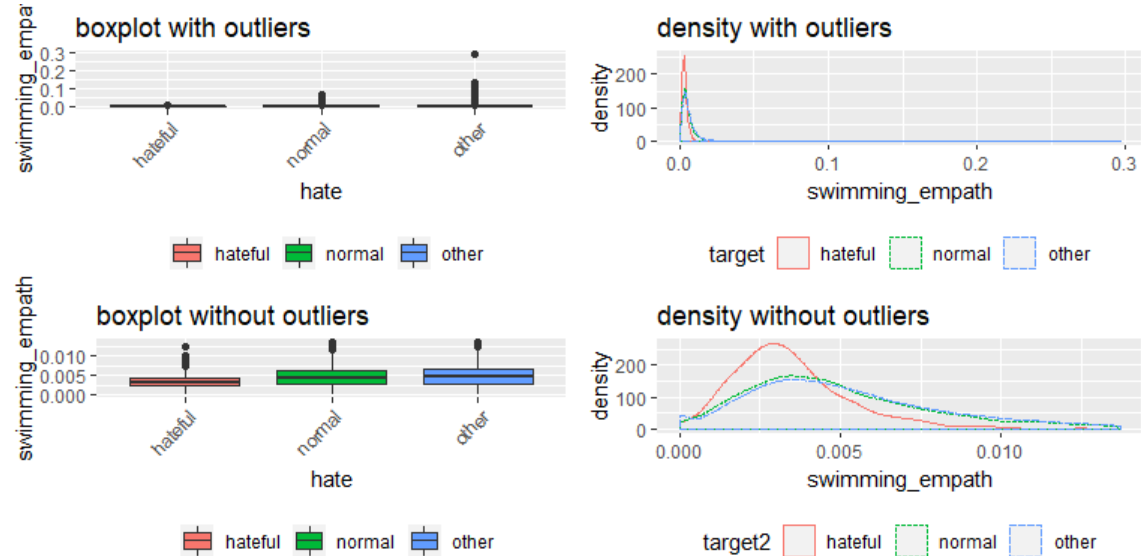 boxplot with outliers
swimming_empa
0.3
0.2
0.1
0.0
hateful
normal
other
hate
hateful normal other
density with outliers
density
200
100
0
0.0 0.1 0.2 0.3
swimming_empath
target hateful normal other
boxplot without outliers
swimming_empath
0.010
0.005
0.000
hateful
normal
other
hate
hateful normal other
density without outliers
density
200
100
0
0.000 0.005 0.010
swimming_empath
target2 hateful normal other